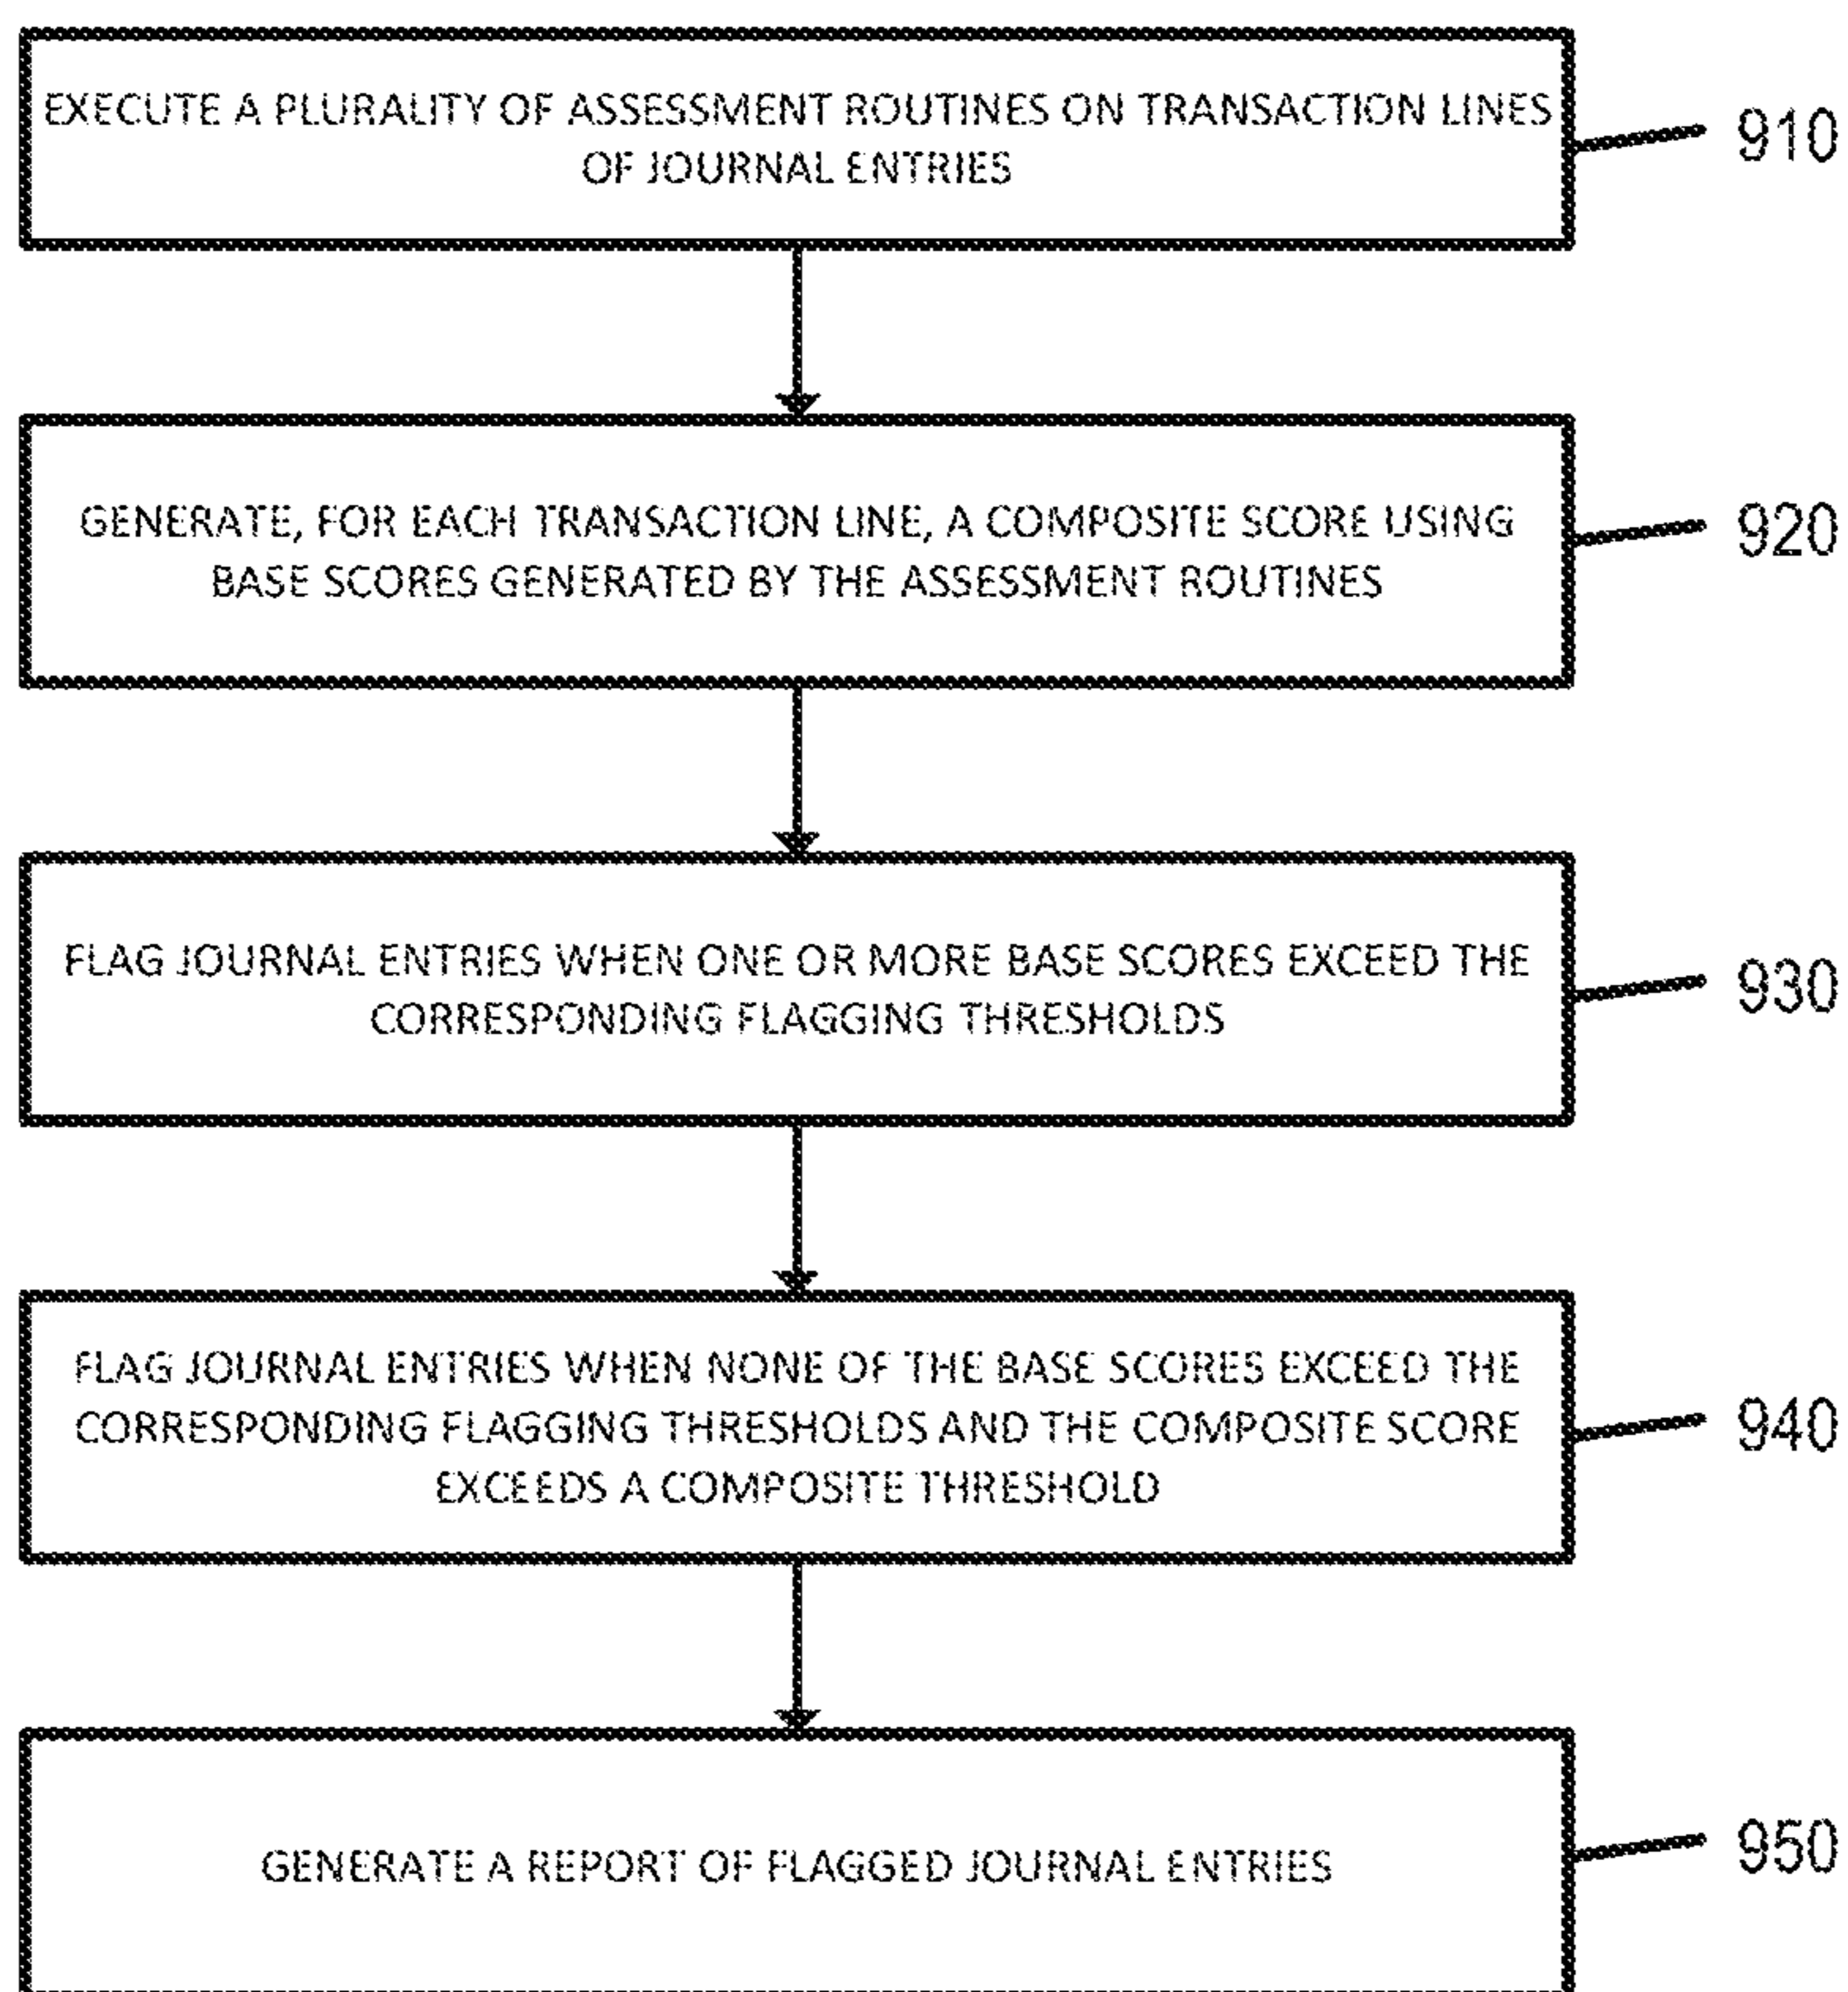 EXECUTE A PLURALITY OF ASSESSMENT ROUTINES ON TRANSACTION LINES
OF JOURNAL ENTRIES
910
GENERATE, FOR EACH TRANSACTION LINE, A COMPOSITE SCORE USING
BASE SCORES GENERATED BY THE ASSESSMENT ROUTINES
920
FLAG JOURNAL ENTRIES WHEN ONE OR MORE BASE SCORES EXCEED THE
CORRESPONDING FLAGGING THRESHOLDS
930
FLAG JOURNAL ENTRIES WHEN NONE OF THE BASE SCORES EXCEED THE
CORRESPONDING FLAGGING THRESHOLDS AND THE COMPOSITE SCORE
EXCEEDS A COMPOSITE THRESHOLD
940
GENERATE A REPORT OF FLAGGED JOURNAL ENTRIES
950